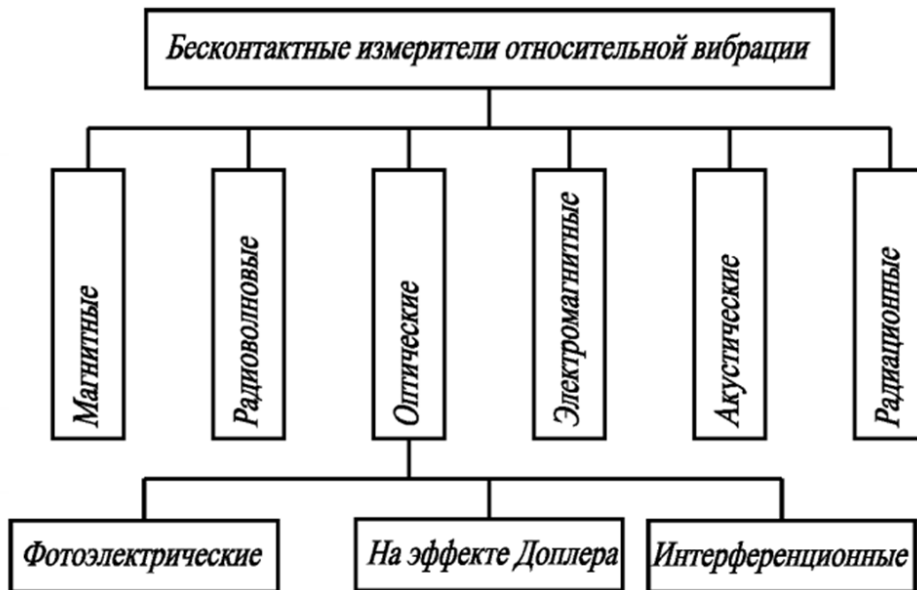 Бесконтактные измерители относительной вибрации
Магнитные
Радиоволновые
Оптические
Электромагнитные
Акустические
Радиационные
Фотоэлектрические
На эффекте Доплера
Интерференционные